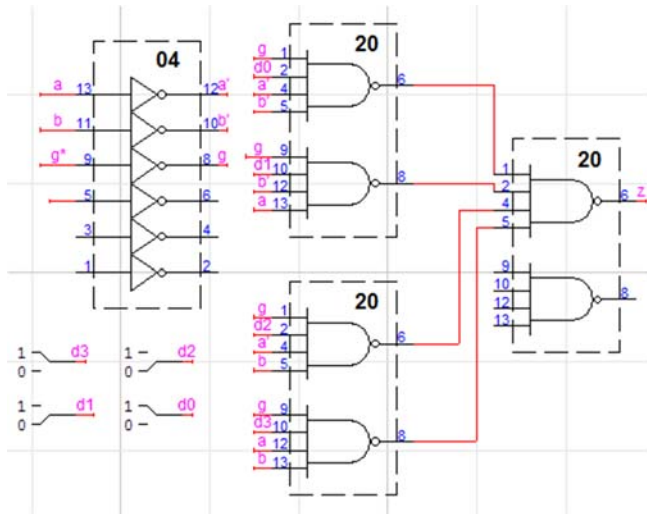 04
a 13 12 a'
b 11 10 b'
g* 9 8 g
5 6
3 4
1 2
20
g 1
d0 2
a' 4
b' 5
6
g 9
d1 10
b' 12
a 13
8
20
1
2
4
5
6 z
9
10
12
13
8
20
g 1
d2 2
a' 4
b 5
6
g 9
d3 10
a 12
b 13
8
1 d3
0
1 d2
0
1 d1
0
1 d0
0